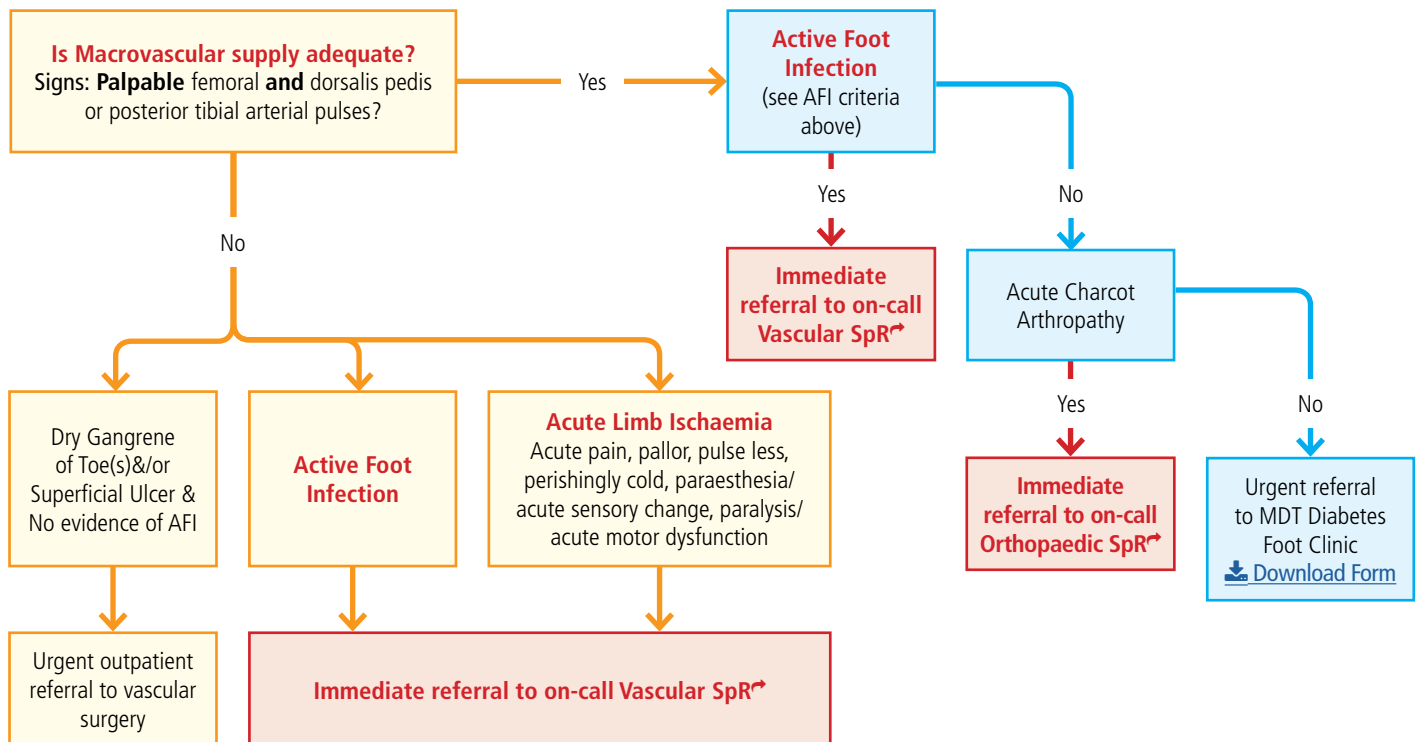 Is Macrovascular supply adequate?
Signs: Palpable femoral and dorsalis pedis
or posterior tibial arterial pulses?
Yes
Active Foot
Infection
(see AFI criteria
above)
Yes
No
No
Immediate
referral to on-call
Vascular SpR
Acute Charcot
Arthropathy
Yes
No
Dry Gangrene
of Toe(s)&/or
Superficial Ulcer &
No evidence of AFI
Active Foot
Infection
Acute Limb Ischaemia
Acute pain, pallor, pulse less,
perishingly cold, paraesthesia/
acute sensory change, paralysis/
acute motor dysfunction
Immediate
referral to on-call
Orthopaedic SpR
Urgent referral
to MDT Diabetes
Foot Clinic
Download Form
Urgent outpatient
referral to vascular
surgery
Immediate referral to on-call Vascular SpR